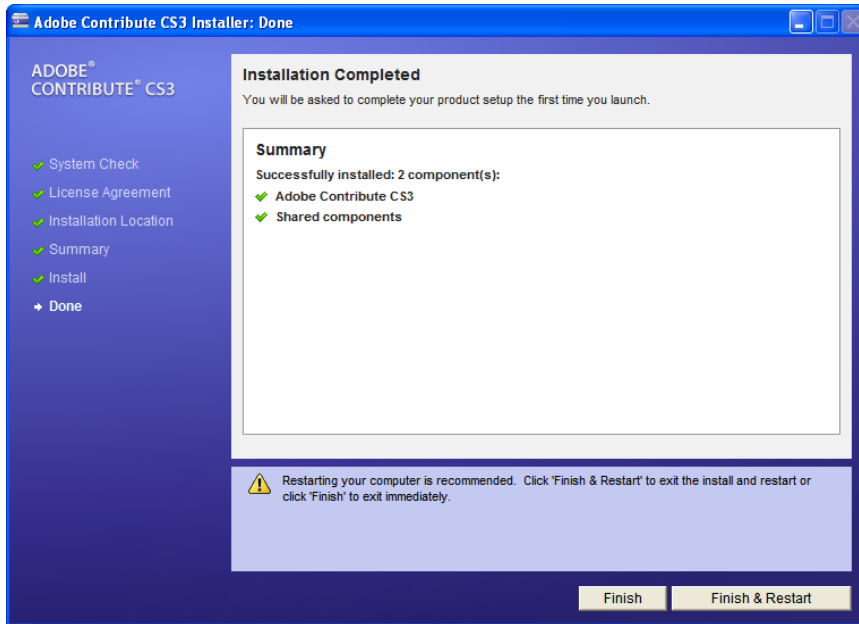 Adobe Contribute CS3 Installer: Done
ADOBE®
CONTRIBUTE® CS3
System Check
License Agreement
Installation Location
Summary
Install
Done
Installation Completed
You will be asked to complete your product setup the first time you launch.
Summary
Successfully installed: 2 component(s):
Adobe Contribute CS3
Shared components
Restarting your computer is recommended. Click 'Finish & Restart' to exit the install and restart or
click 'Finish' to exit immediately.
Finish
Finish & Restart